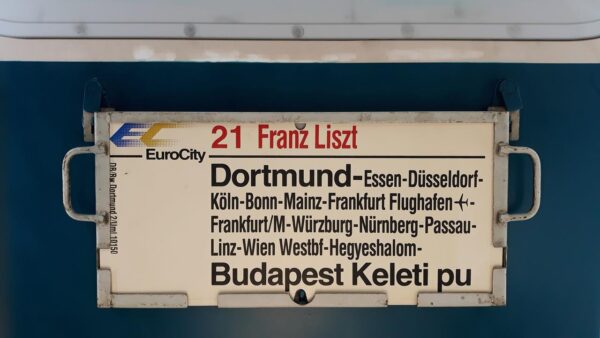 21 Franz Liszt
EuroCity
Dortmund-Essen-Düsseldorf-
Köln-Bonn-Mainz-Frankfurt Flughafen ✈-
Frankfurt/M-Würzburg-Nürnberg-Passau-
Linz-Wien Westbf-Hegyeshalom-
Budapest Keleti pu